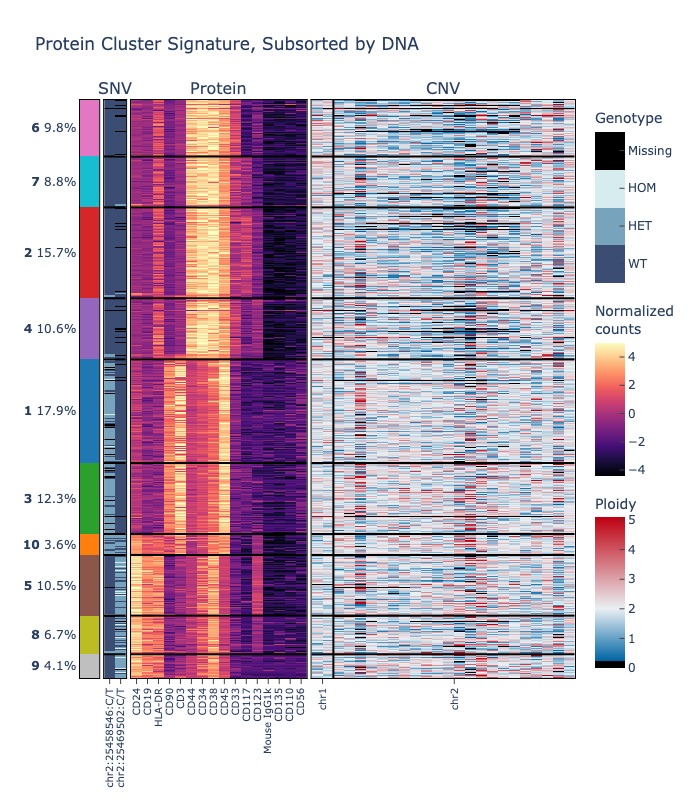 Protein Cluster Signature, Subsorted by DNA
SNV
Protein
CNV
6 9.8%
7 8.8%
2 15.7%
4 10.6%
1 17.9%
3 12.3%
10 3.6%
5 10.5%
8 6.7%
9 4.1%
chr2:25458546:C/T
chr2:25469502:C/T
CD24
CD19
HLA-DR
CD90
CD3
CD44
CD34
CD38
CD45
CD33
CD117
CD123
Mouse IgG1k
CD135
CD110
CD56
chr1
chr2
Genotype
Missing
HOM
HET
WT
Normalized
counts
4
2
0
−2
−4
Ploidy
5
4
3
2
1
0